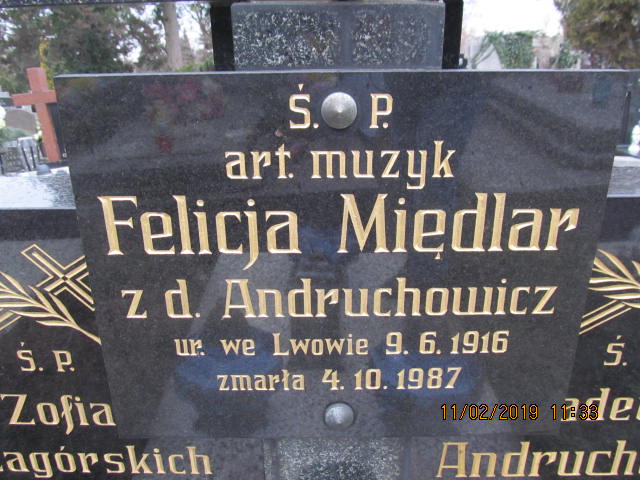 Ś. P.
art. muzyk
Felicja Międlar
z d. Andruchowicz
ur. we Lwowie 9. 6. 1916
zmarła 4. 10. 1987
Ś. P.
Zofia
Ś.
11/02/2019 11:33